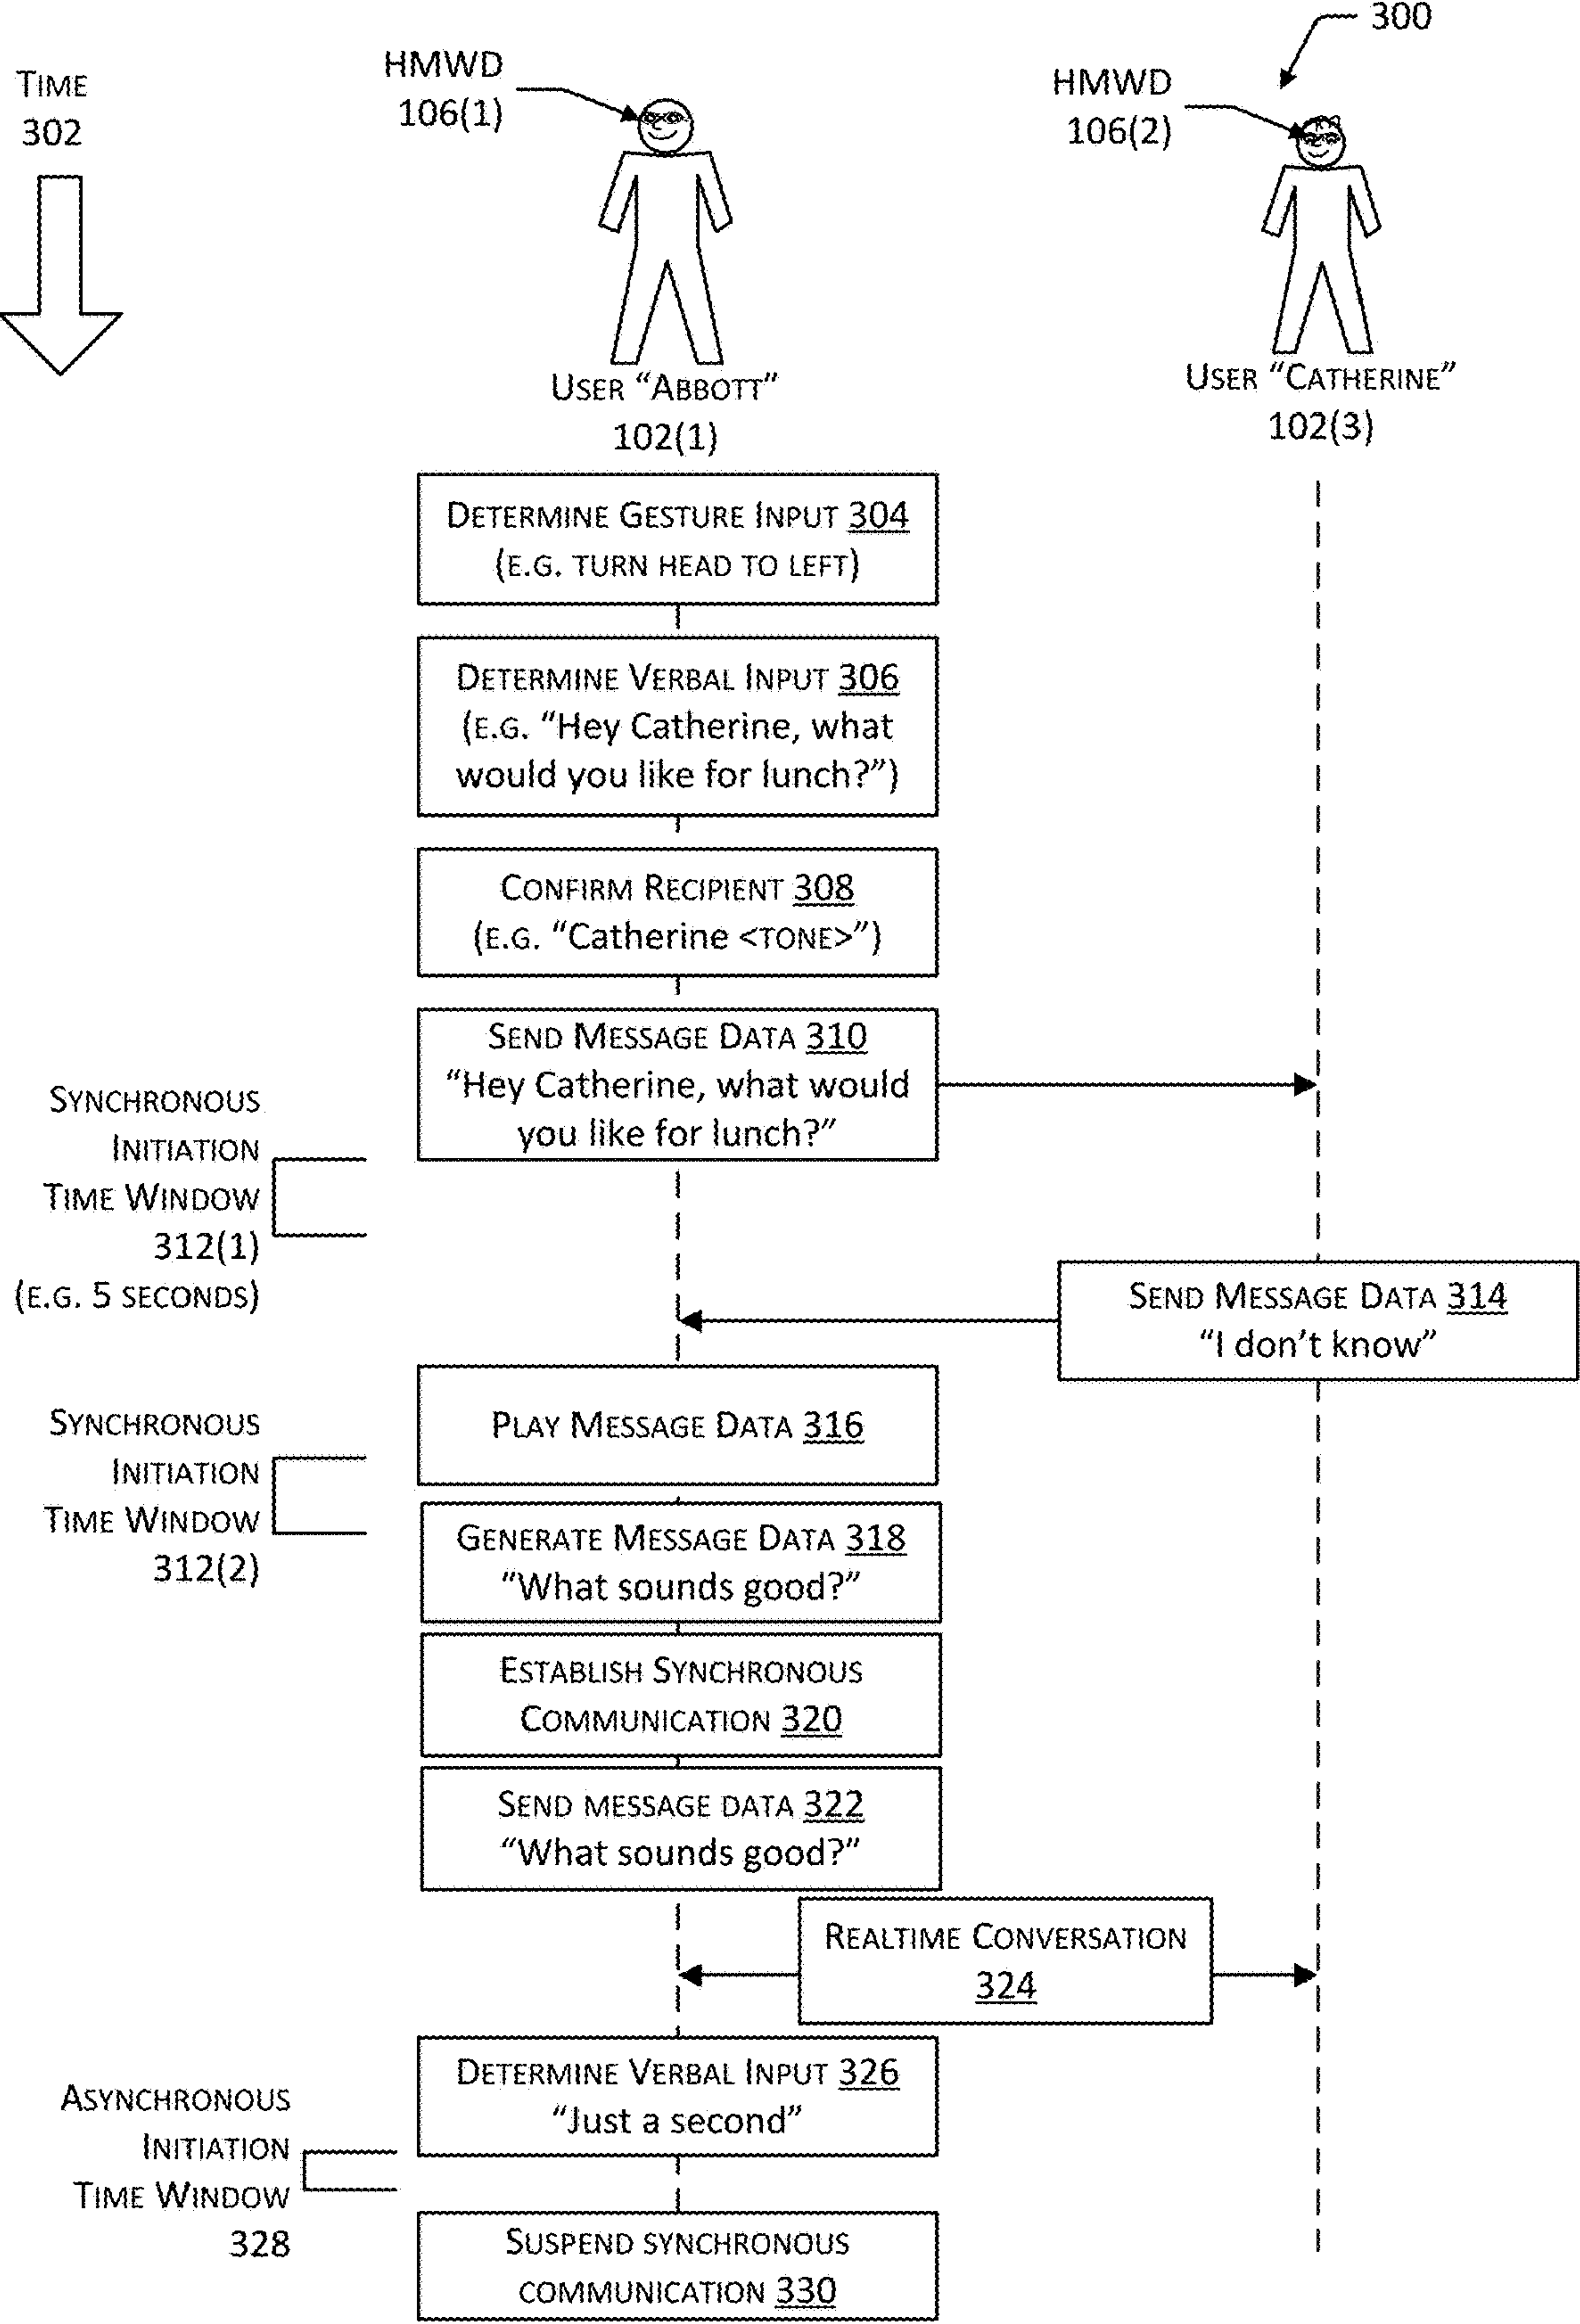 300
HMWD
106(1)
HMWD
106(2)
TIME
302
USER “ABBOTT”
102(1)
USER “CATHERINE”
102(3)
DETERMINE GESTURE INPUT 304
(E.G. TURN HEAD TO LEFT)
DETERMINE VERBAL INPUT 306
(E.G. “Hey Catherine, what
would you like for lunch?”)
CONFIRM RECIPIENT 308
(E.G. “Catherine <TONE>”)
SEND MESSAGE DATA 310
“Hey Catherine, what would
you like for lunch?”
SYNCHRONOUS
INITIATION
TIME WINDOW
312(1)
(E.G. 5 SECONDS)
SEND MESSAGE DATA 314
“I don’t know”
PLAY MESSAGE DATA 316
SYNCHRONOUS
INITIATION
TIME WINDOW
312(2)
GENERATE MESSAGE DATA 318
“What sounds good?”
ESTABLISH SYNCHRONOUS
COMMUNICATION 320
SEND MESSAGE DATA 322
“What sounds good?”
REALTIME CONVERSATION
324
DETERMINE VERBAL INPUT 326
“Just a second”
ASYNCHRONOUS
INITIATION
TIME WINDOW
328
SUSPEND SYNCHRONOUS
COMMUNICATION 330